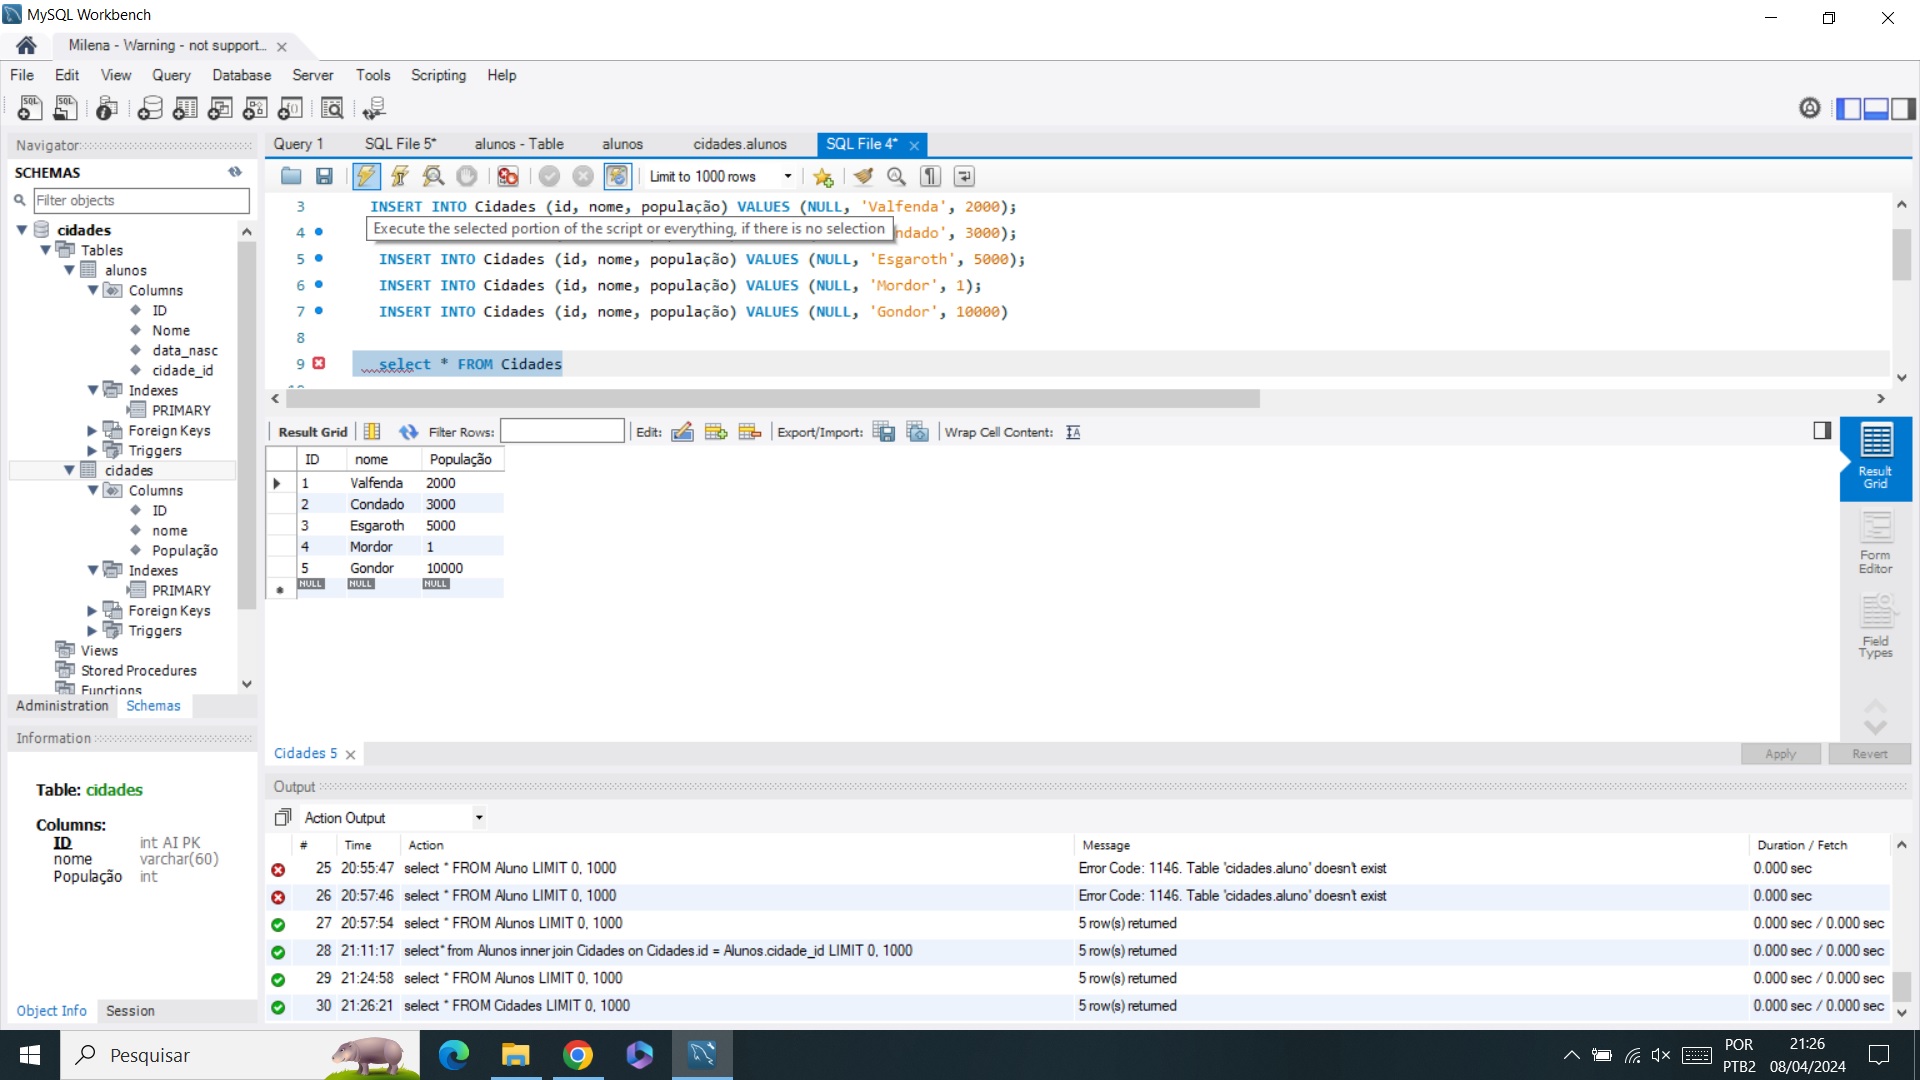 MySQL Workbench
Milena - Warning - not support...
File Edit View Query Database Server Tools Scripting Help
Navigator
SCHEMAS
Filter objects
cidades
Tables
alunos
Columns
ID
Nome
data_nasc
cidade_id
Indexes
PRIMARY
Foreign Keys
Triggers
cidades
Columns
ID
nome
População
Indexes
PRIMARY
Foreign Keys
Triggers
Views
Stored Procedures
Functions
Administration Schemas
Information
Table: cidades
Columns:
ID int AI PK
nome varchar(60)
População int
Object Info Session
Query 1 SQL File 5* alunos - Table alunos cidades.alunos SQL File 4*
Limit to 1000 rows
3 INSERT INTO Cidades (id, nome, população) VALUES (NULL, 'Valfenda', 2000);
Execute the selected portion of the script or everything, if there is no selection
4 ndado', 3000);
5 INSERT INTO Cidades (id, nome, população) VALUES (NULL, 'Esgaroth', 5000);
6 INSERT INTO Cidades (id, nome, população) VALUES (NULL, 'Mordor', 1);
7 INSERT INTO Cidades (id, nome, população) VALUES (NULL, 'Gondor', 10000)
8
9 select * FROM Cidades
Result Grid Filter Rows: Edit: Export/Import: Wrap Cell Content: IA
ID nome População
1 Valfenda 2000
2 Condado 3000
3 Esgaroth 5000
4 Mordor 1
5 Gondor 10000
NULL NULL NULL
Result
Grid
Form
Editor
Field
Types
Cidades 5
Apply Revert
Output
Action Output
# Time Action Message Duration / Fetch
25 20:55:47 select * FROM Aluno LIMIT 0, 1000 Error Code: 1146. Table 'cidades.aluno' doesn't exist 0.000 sec
26 20:57:46 select * FROM Aluno LIMIT 0, 1000 Error Code: 1146. Table 'cidades.aluno' doesn't exist 0.000 sec
27 20:57:54 select * FROM Alunos LIMIT 0, 1000 5 row(s) returned 0.000 sec / 0.000 sec
28 21:11:17 select* from Alunos inner join Cidades on Cidades.id = Alunos.cidade_id LIMIT 0, 1000 5 row(s) returned 0.000 sec / 0.000 sec
29 21:24:58 select * FROM Alunos LIMIT 0, 1000 5 row(s) returned 0.000 sec / 0.000 sec
30 21:26:21 select * FROM Cidades LIMIT 0, 1000 5 row(s) returned 0.000 sec / 0.000 sec
Pesquisar
POR
PTB2
21:26
08/04/2024